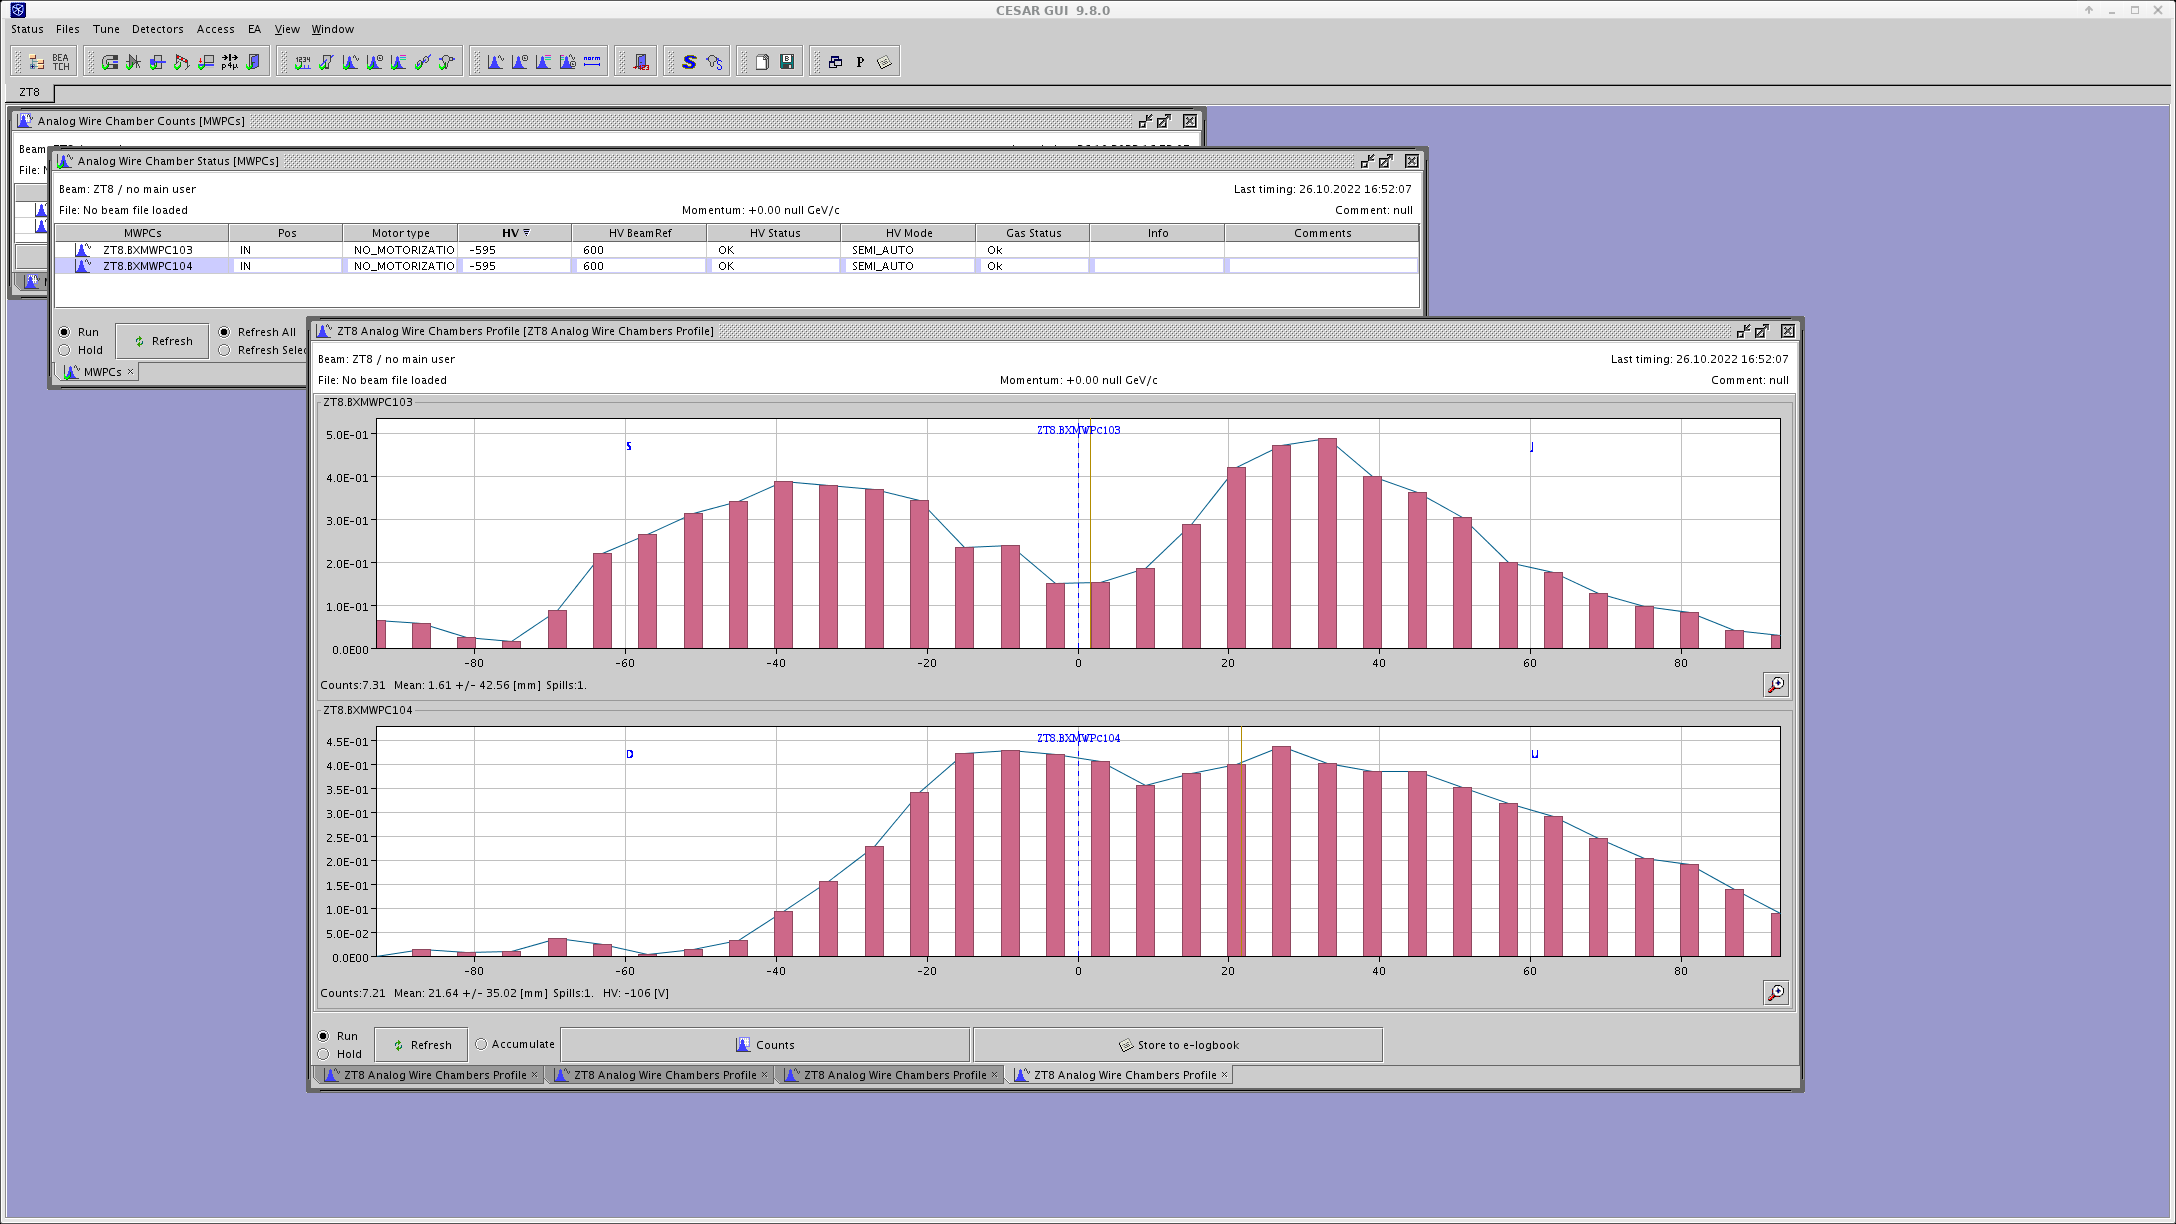 CESAR GUI 9.8.0
Status Files Tune Detectors Access EA View Window
BEA TCH
1234
norm
S
P
ZT8
Analog Wire Chamber Counts [MWPCs]
Beam:
File:
Analog Wire Chamber Status [MWPCs]
Beam: ZT8 / no main user Last timing: 26.10.2022 16:52:07
File: No beam file loaded Momentum: +0.00 null GeV/c Comment: null
MWPCs Pos Motor type HV HV BeamRef HV Status HV Mode Gas Status Info Comments
ZT8.BXMWPC103 IN NO_MOTORIZATIO -595 600 OK SEMI_AUTO Ok
ZT8.BXMWPC104 IN NO_MOTORIZATIO -595 600 OK SEMI_AUTO Ok
Run Refresh Refresh All
Hold Refresh Selec
MWPCs
ZT8 Analog Wire Chambers Profile [ZT8 Analog Wire Chambers Profile]
Beam: ZT8 / no main user Last timing: 26.10.2022 16:52:07
File: No beam file loaded Momentum: +0.00 null GeV/c Comment: null
ZT8.BXMWPC103
ZT8.BXMWPC103
5.0E-01
S J
4.0E-01
3.0E-01
2.0E-01
1.0E-01
0.0E00
-80 -60 -40 -20 0 20 40 60 80
Counts:7.31 Mean: 1.61 +/- 42.56 [mm] Spills:1.
ZT8.BXMWPC104
ZT8.BXMWPC104
4.5E-01
D U
4.0E-01
3.5E-01
3.0E-01
2.5E-01
2.0E-01
1.5E-01
1.0E-01
5.0E-02
0.0E00
-80 -60 -40 -20 0 20 40 60 80
Counts:7.21 Mean: 21.64 +/- 35.02 [mm] Spills:1. HV: -106 [V]
Run Refresh Accumulate Counts Store to e-logbook
Hold
ZT8 Analog Wire Chambers Profile ZT8 Analog Wire Chambers Profile ZT8 Analog Wire Chambers Profile ZT8 Analog Wire Chambers Profile